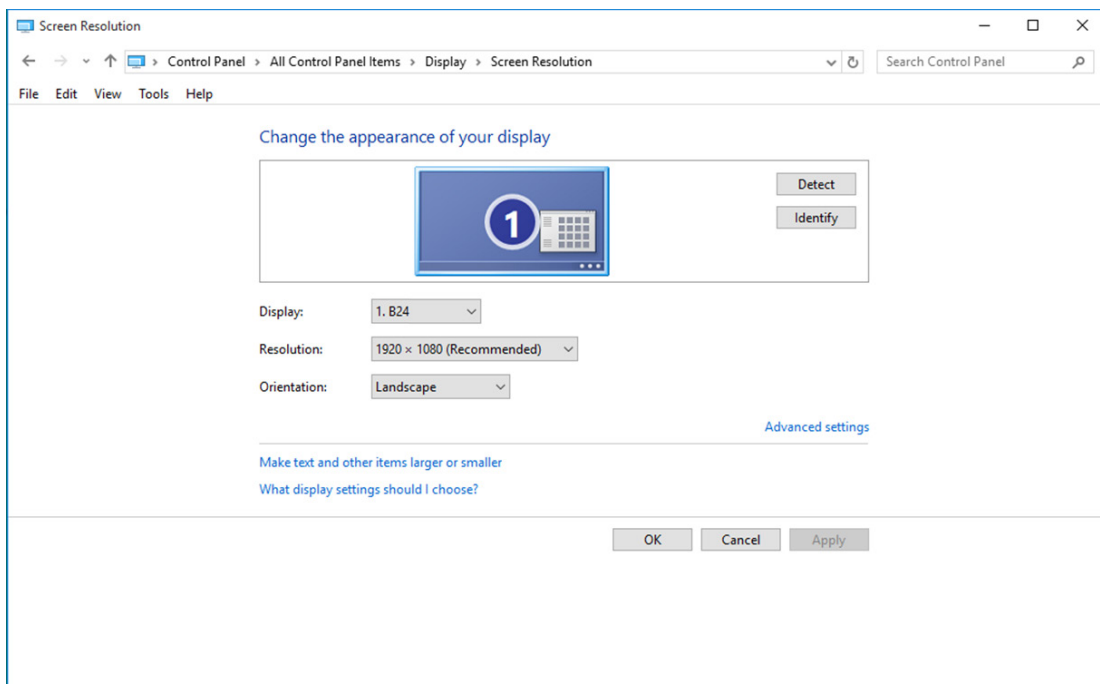 Screen Resolution
Control Panel > All Control Panel Items > Display > Screen Resolution
Search Control Panel
File Edit View Tools Help
Change the appearance of your display
1
Detect
Identify
Display: 1. B24
Resolution: 1920 × 1080 (Recommended)
Orientation: Landscape
Advanced settings
Make text and other items larger or smaller
What display settings should I choose?
OK Cancel Apply